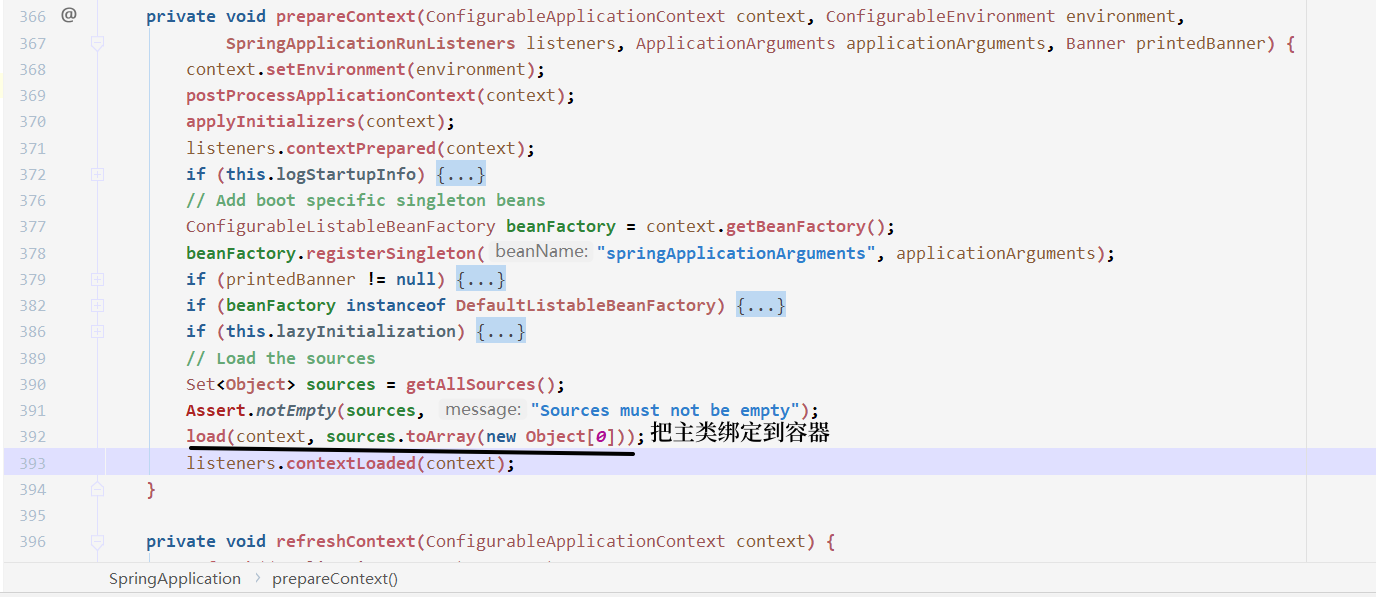 366 @ private void prepareContext(ConfigurableApplicationContext context, ConfigurableEnvironment environment,
367 SpringApplicationRunListeners listeners, ApplicationArguments applicationArguments, Banner printedBanner) {
368 context.setEnvironment(environment);
369 postProcessApplicationContext(context);
370 applyInitializers(context);
371 listeners.contextPrepared(context);
372 if (this.logStartupInfo) {...}
376 // Add boot specific singleton beans
377 ConfigurableListableBeanFactory beanFactory = context.getBeanFactory();
378 beanFactory.registerSingleton( beanName: "springApplicationArguments", applicationArguments);
379 if (printedBanner != null) {...}
382 if (beanFactory instanceof DefaultListableBeanFactory) {...}
386 if (this.lazyInitialization) {...}
389 // Load the sources
390 Set<Object> sources = getAllSources();
391 Assert.notEmpty(sources, message: "Sources must not be empty");
392 load(context, sources.toArray(new Object[0])); 把主类绑定到容器
393 listeners.contextLoaded(context);
394 }
395
396 private void refreshContext(ConfigurableApplicationContext context) {
SpringApplication › prepareContext()